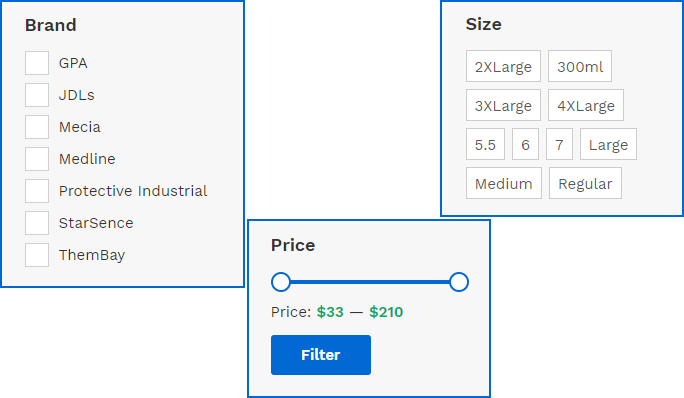 Brand
GPA
JDLs
Mecia
Medline
Protective Industrial
StarSence
ThemBay
Size
2XLarge 300ml
3XLarge 4XLarge
5.5 6 7 Large
Medium Regular
Price
Price: $33 — $210
Filter